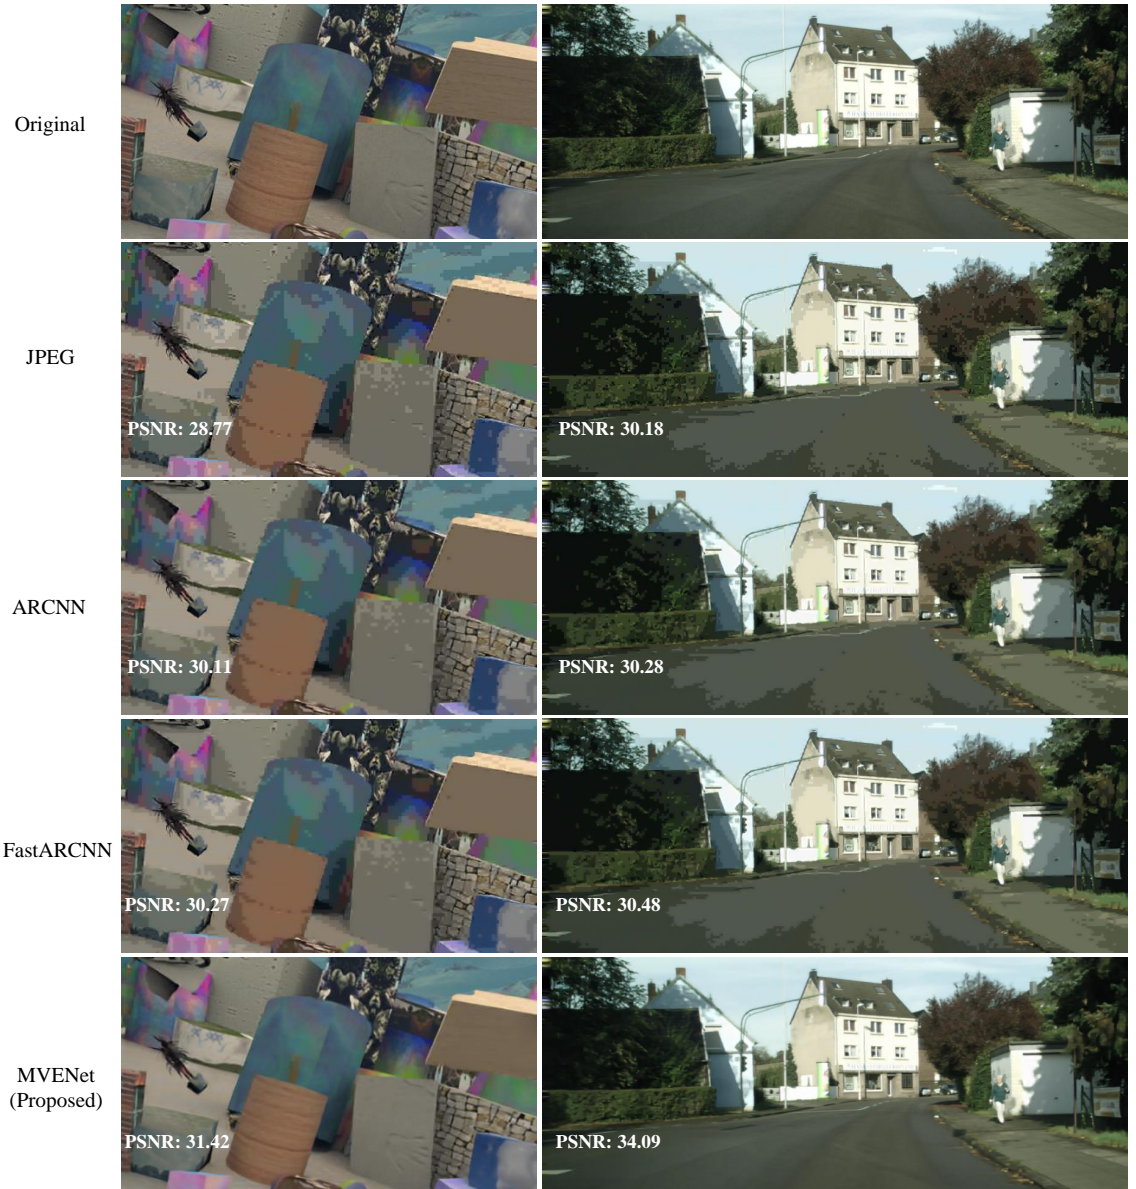 Original
JPEG
PSNR: 28.77
PSNR: 30.18
ARCNN
PSNR: 30.11
PSNR: 30.28
FastARCNN
PSNR: 30.27
PSNR: 30.48
MVENet
(Proposed)
PSNR: 31.42
PSNR: 34.09